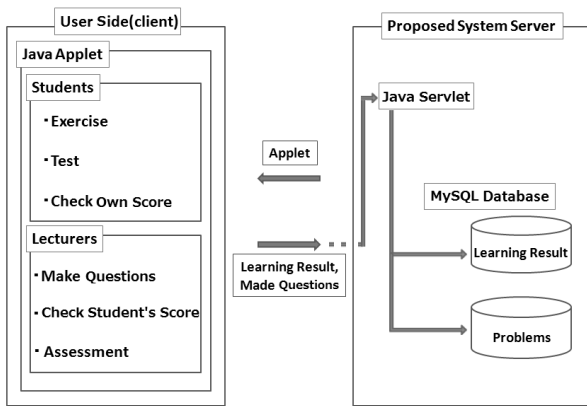 User Side(client)
Java Applet
Students
・Exercise
・Test
・Check Own Score
Lecturers
・Make Questions
・Check Student's Score
・Assessment
Applet
Learning Result,
Made Questions
Proposed System Server
Java Servlet
MySQL Database
Learning Result
Problems